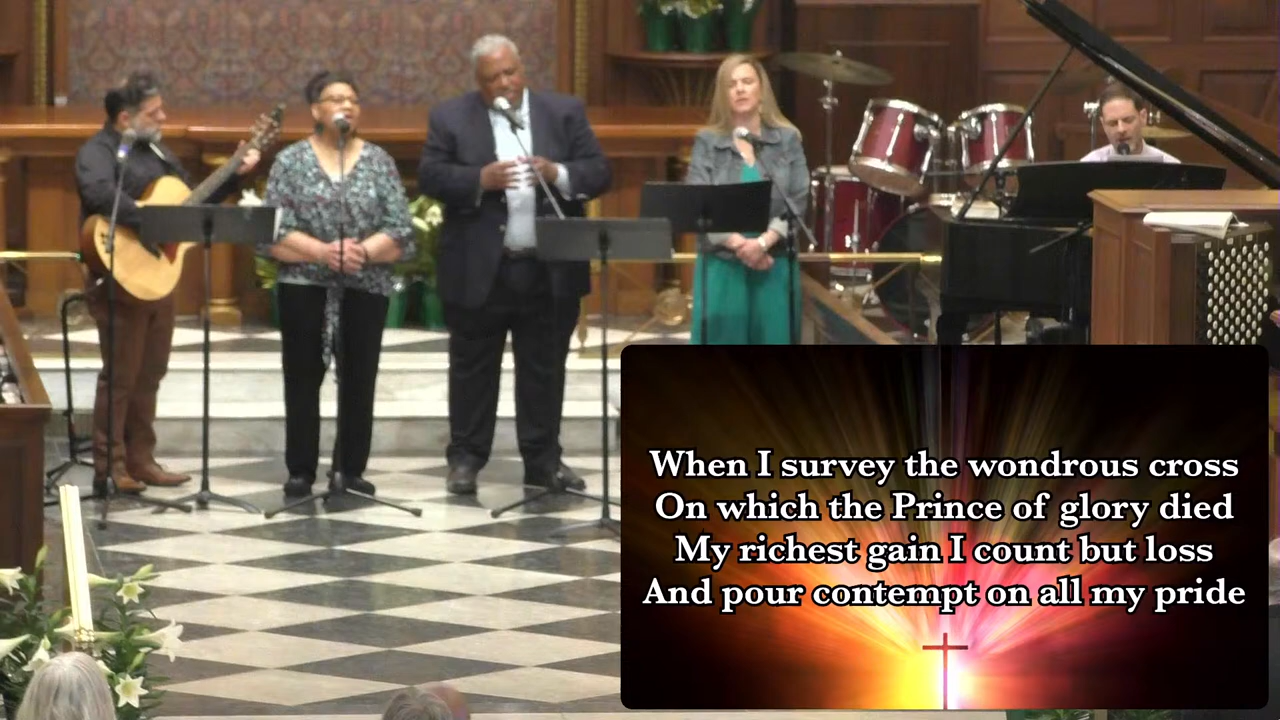 When I survey the wondrous cross
On which the Prince of glory died
My richest gain I count but loss
And pour contempt on all my pride